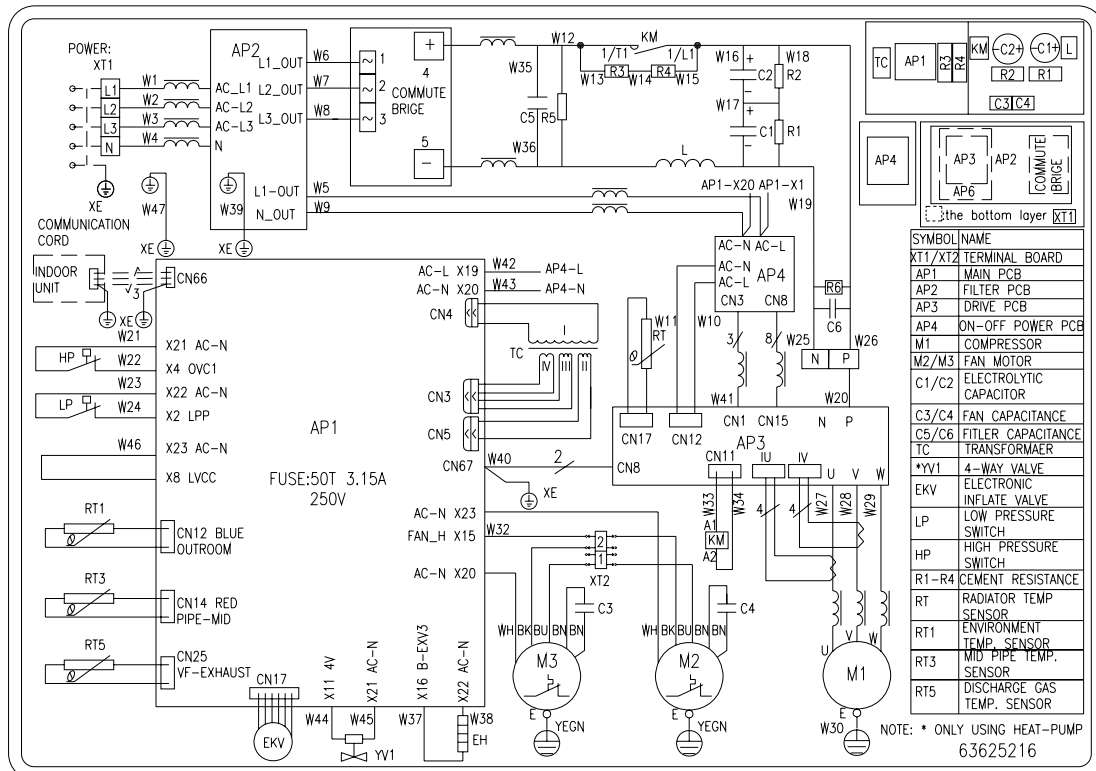 POWER:
XT1
L1
L2
L3
N
XE
W1
W2
W3
W4
AP2
AC_L1
AC-L2
AC-L3
N
L1_OUT
L2_OUT
L3_OUT
L1-OUT
N_OUT
W6
W7
W8
W5
W9
~ 1
~ 2
~ 3
+
4
COMMUTE
BRIGE
5
-
W47
XE
W39
XE
W35
C5
R5
W36
W12
KM
1/T1
1/L1
W13
R3
W14
R4
W15
W16
+
C2
-
W17
+
C1
-
W18
R2
R1
L
AP1-X20
AP1-X1
W19
TC
AP1
R3
R4
KM
-C2+
-C1+
L
R2
R1
C3 C4
AP4
AP3
AP6
AP2
COMMUTE
BRIGE
:the bottom layer XT1
COMMUNICATION
CORD
INDOOR
UNIT
3
XE
CN66
AC-L X19
AC-N X20
W42
W43
AP4-L
AP4-N
CN4
TC
I
IV
III
II
CN3
CN5
CN67
W40
2
XE
AP1
FUSE:50T 3.15A
250V
W21
HP
W22
W23
LP
W24
W46
X21 AC-N
X4 OVC1
X22 AC-N
X2 LPP
X23 AC-N
X8 LVCC
RT1
CN12 BLUE
OUTROOM
RT3
CN14 RED
PIPE-MID
RT5
CN25
VF-EXHAUST
CN17
EKV
X11 4V
X21 AC-N
X16 B-EXV3
X22 AC-N
W44
W45
W37
W38
YV1
EH
AC-N X23
FAN_H X15
AC-N X20
W32
2
1
XT2
WH
BK
BU
BN
BN
C3
M3
E
YEGN
WH
BK
BU
BN
BN
C4
M2
E
YEGN
AC-N AC-L
AC-N
AC-L
AP4
CN3
CN8
W11
RT
W10
3
8
W25
W41
R6
C6
N
P
W26
W20
CN17
CN12
CN1
CN15
N
P
AP3
CN8
CN11
IU
IV
U
V
W
W33
W34
A1
KM
A2
4
4
W27
W28
W29
U
V
W
M1
E
W30
SYMBOL NAME
XT1/XT2 TERMINAL BOARD
AP1 MAIN PCB
AP2 FILTER PCB
AP3 DRIVE PCB
AP4 ON-OFF POWER PCB
M1 COMPRESSOR
M2/M3 FAN MOTOR
C1/C2 ELECTROLYTIC
CAPACITOR
C3/C4 FAN CAPACITANCE
C5/C6 FITLER CAPACITANCE
TC TRANSFORMAER
*YV1 4-WAY VALVE
EKV ELECTRONIC
INFLATE VALVE
LP LOW PRESSURE
SWITCH
HP HIGH PRESSURE
SWITCH
R1-R4 CEMENT RESISTANCE
RT RADIATOR TEMP
SENSOR
RT1 ENVIRONMENT
TEMP. SENSOR
RT3 MID PIPE TEMP.
SENSOR
RT5 DISCHARGE GAS
TEMP. SENSOR
NOTE: * ONLY USING HEAT-PUMP
63625216